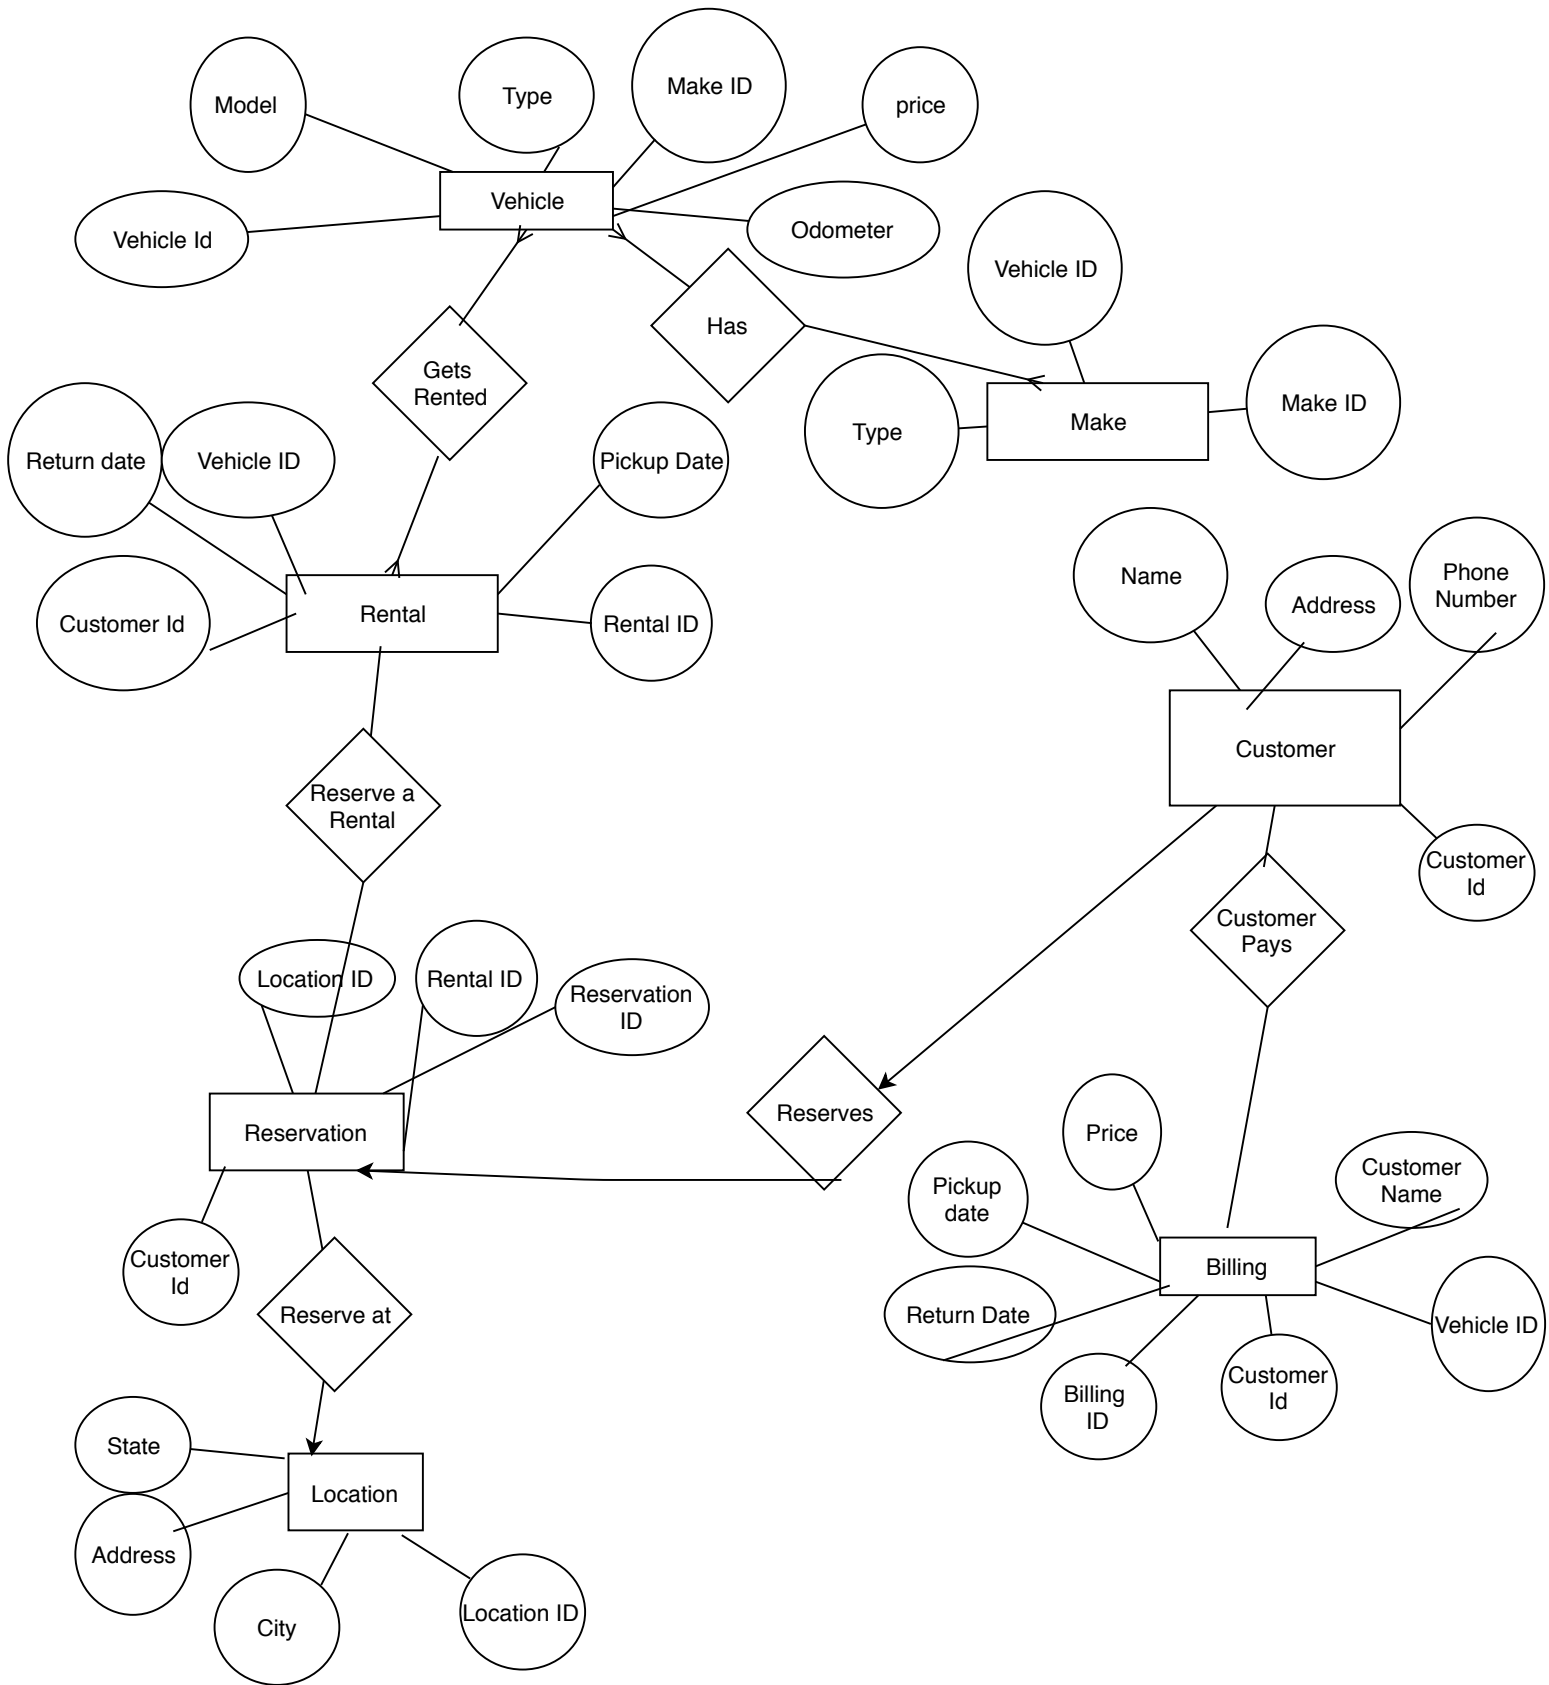 Model
Type
Make ID
price
Vehicle
Vehicle Id
Odometer
Vehicle ID
Has
Gets
Rented
Make
Type
Make ID
Return date
Vehicle ID
Pickup Date
Name
Address
Phone
Number
Customer Id
Rental
Rental ID
Customer
Reserve a
Rental
Customer
Id
Customer
Pays
Location ID
Rental ID
Reservation
ID
Reservation
Reserves
Price
Pickup
date
Customer
Name
Customer
Id
Billing
Reserve at
Return Date
Vehicle ID
Billing
ID
Customer
Id
State
Location
Address
City
Location ID